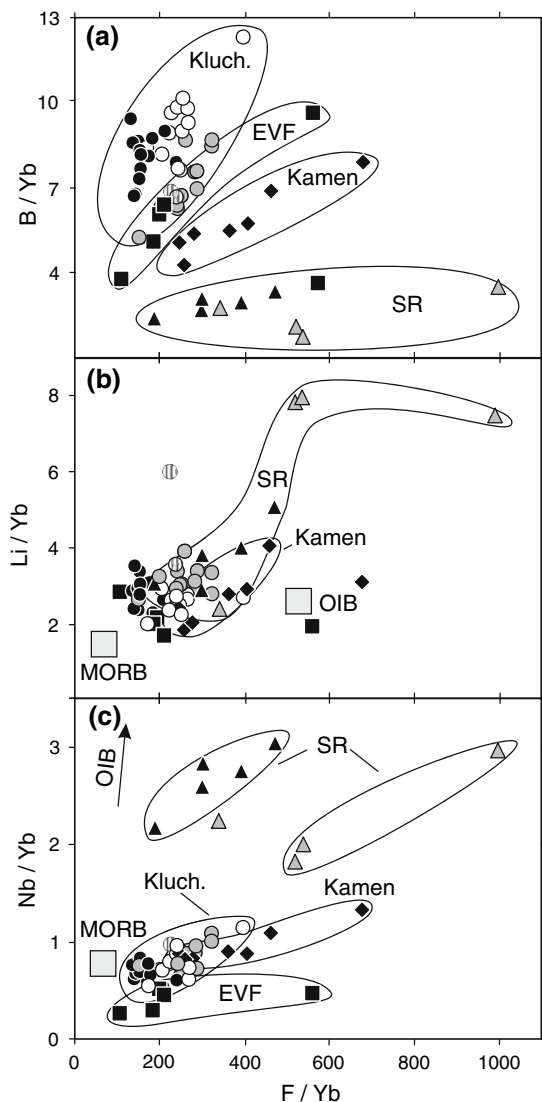 13
(a)
Kluch.
10
EVF
B / Yb
7
Kamen
4
SR
(b)
8
6
SR
Li / Yb
Kamen
4
OIB
2
MORB
(c)
3
OIB
SR
Nb / Yb
2
Kluch.
Kamen
MORB
1
EVF
0
0 200 400 600 800 1000
F / Yb